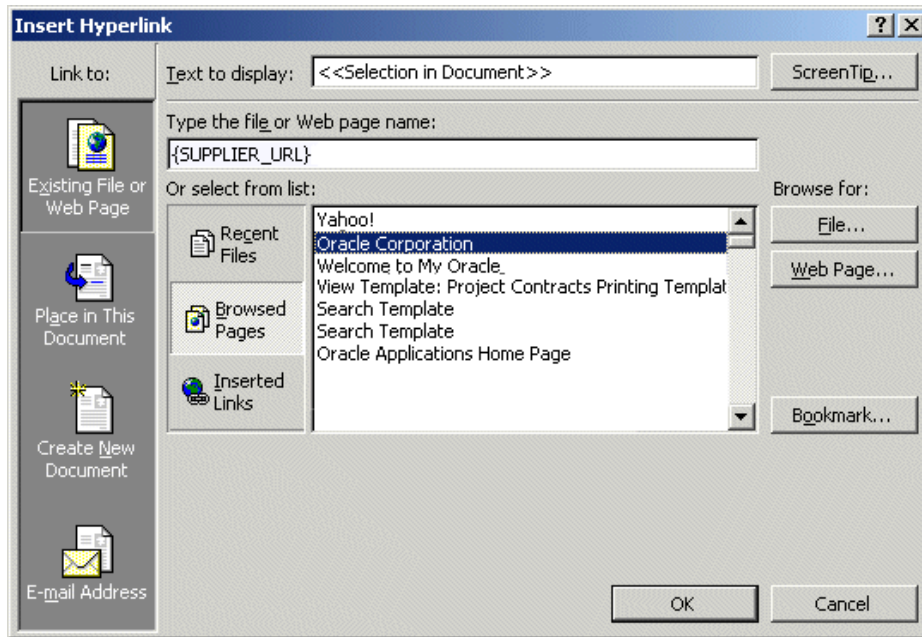 Insert Hyperlink
Link to:
Text to display:
<<Selection in Document>>
ScreenTip...
Type the file or Web page name:
{SUPPLIER_URL}
Existing File or
Web Page
Or select from list:
Browse for:
Recent
Files
Browsed
Pages
Inserted
Links
Yahoo!
Oracle Corporation
Welcome to My Oracle_
View Template: Project Contracts Printing Templat
Search Template
Search Template
Oracle Applications Home Page
File...
Web Page...
Bookmark...
Place in This
Document
Create New
Document
E-mail Address
OK
Cancel